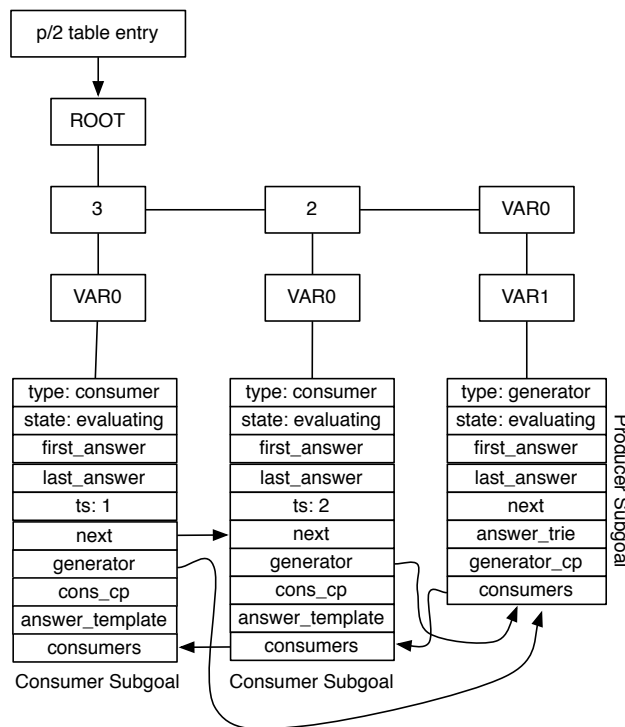 p/2 table entry
ROOT
3
2
VAR0
VAR0
VAR0
VAR1
type: consumer
state: evaluating
first_answer
last_answer
ts: 1
next
generator
cons_cp
answer_template
consumers
Consumer Subgoal
type: consumer
state: evaluating
first_answer
last_answer
ts: 2
next
generator
cons_cp
answer_template
consumers
Consumer Subgoal
type: generator
state: evaluating
first_answer
last_answer
next
answer_trie
generator_cp
consumers
Producer Subgoal